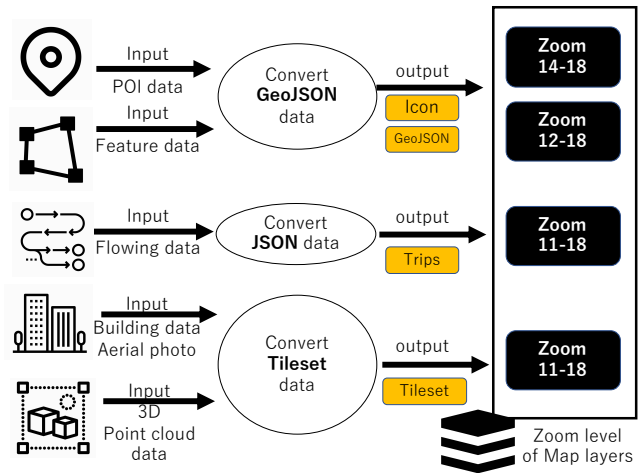 Input
POI data
Input
Feature data
Convert
GeoJSON
data
output
Icon
GeoJSON
Zoom
14-18
Zoom
12-18
Input
Flowing data
Convert
JSON data
output
Trips
Zoom
11-18
Input
Building data
Aerial photo
Input
3D
Point cloud
data
Convert
Tileset
data
output
Tileset
Zoom
11-18
Zoom level
of Map layers